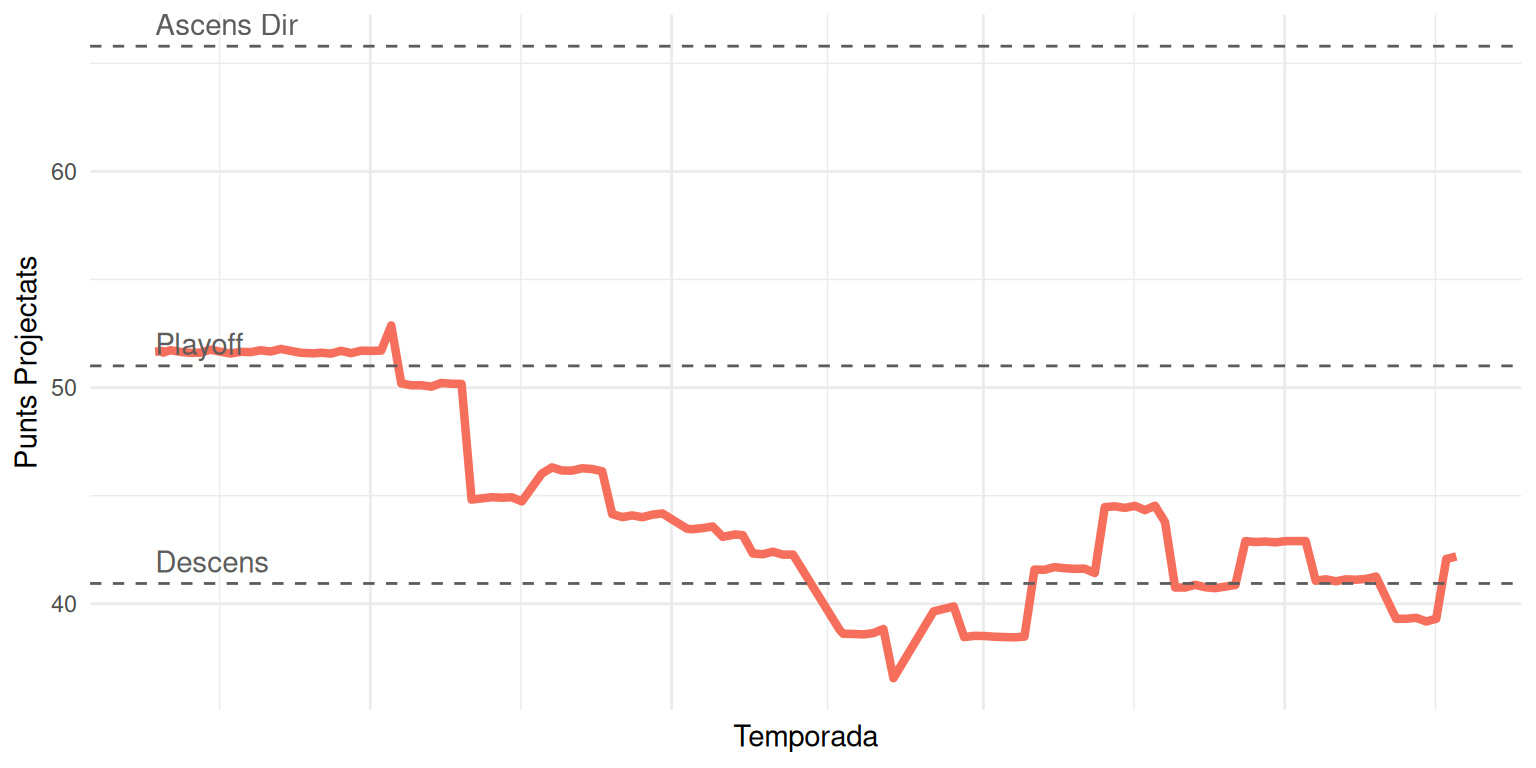 Ascens Dir
60
Playoff
50
Descens
40
Punts Projectats
Temporada